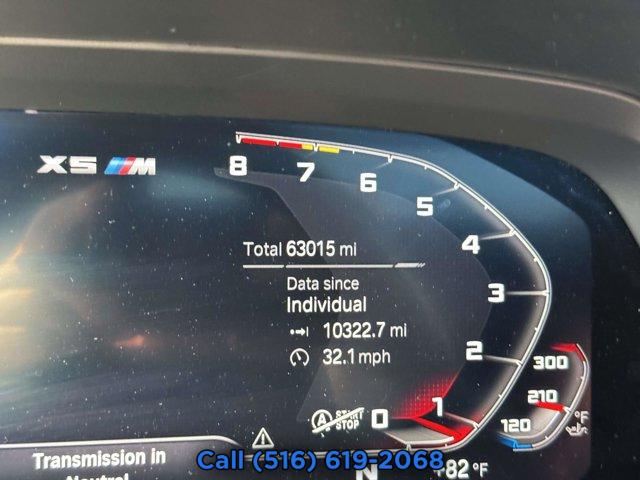 X5 M
8
7
6
5
4
3
2
1
0
Total 63015 mi
Data since
Individual
10322.7 mi
32.1 mph
A START
STOP
300
210
120
°F
Transmission in
Neutral
N
+82 °F
Call (516) 619-2068